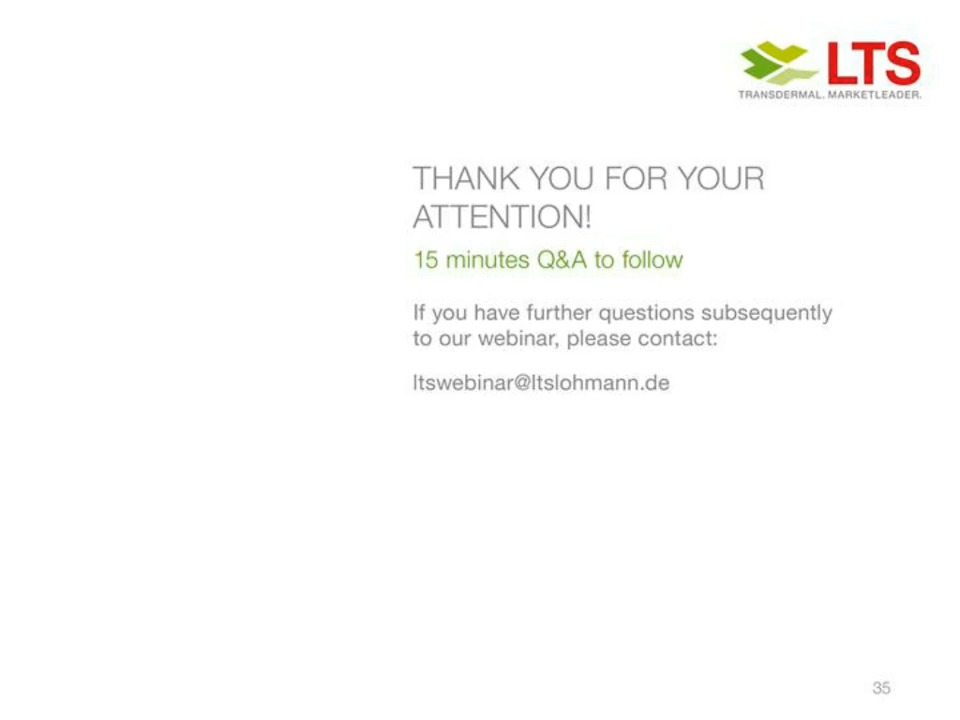 LTS
TRANSDERMAL. MARKETLEADER.
THANK YOU FOR YOUR
ATTENTION!
15 minutes Q&A to follow
If you have further questions subsequently
to our webinar, please contact:
ltswebinar@ltslohmann.de
35